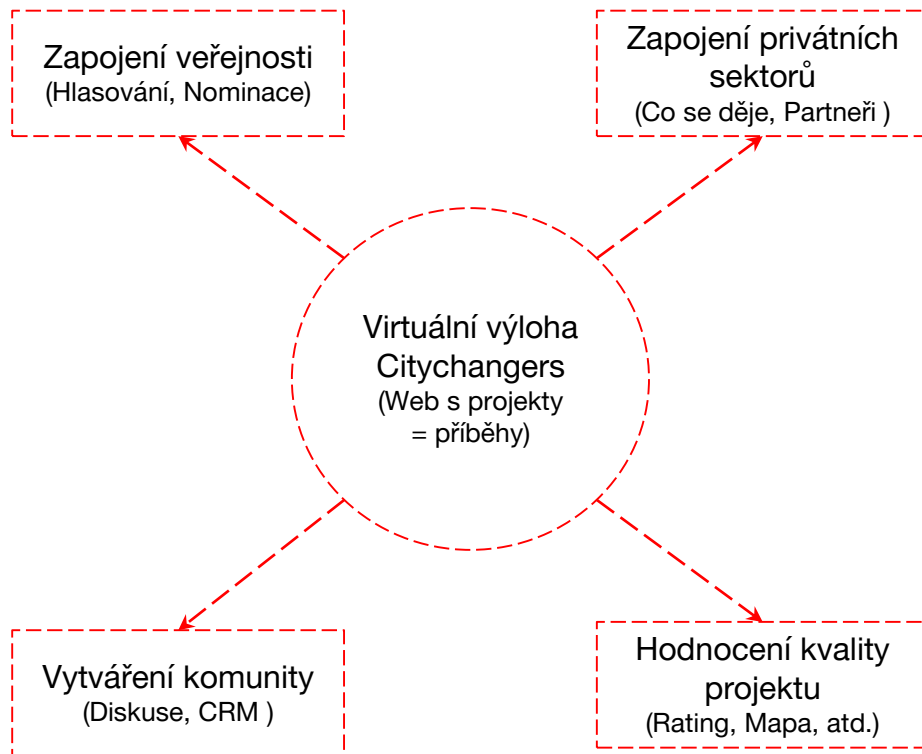 Zapojení veřejnosti
(Hlasování, Nominace)
Zapojení privátních
sektorů
(Co se děje, Partneři )
Virtuální výloha
Citychangers
(Web s projekty
= příběhy)
Vytváření komunity
(Diskuse, CRM )
Hodnocení kvality
projektu
(Rating, Mapa, atd.)